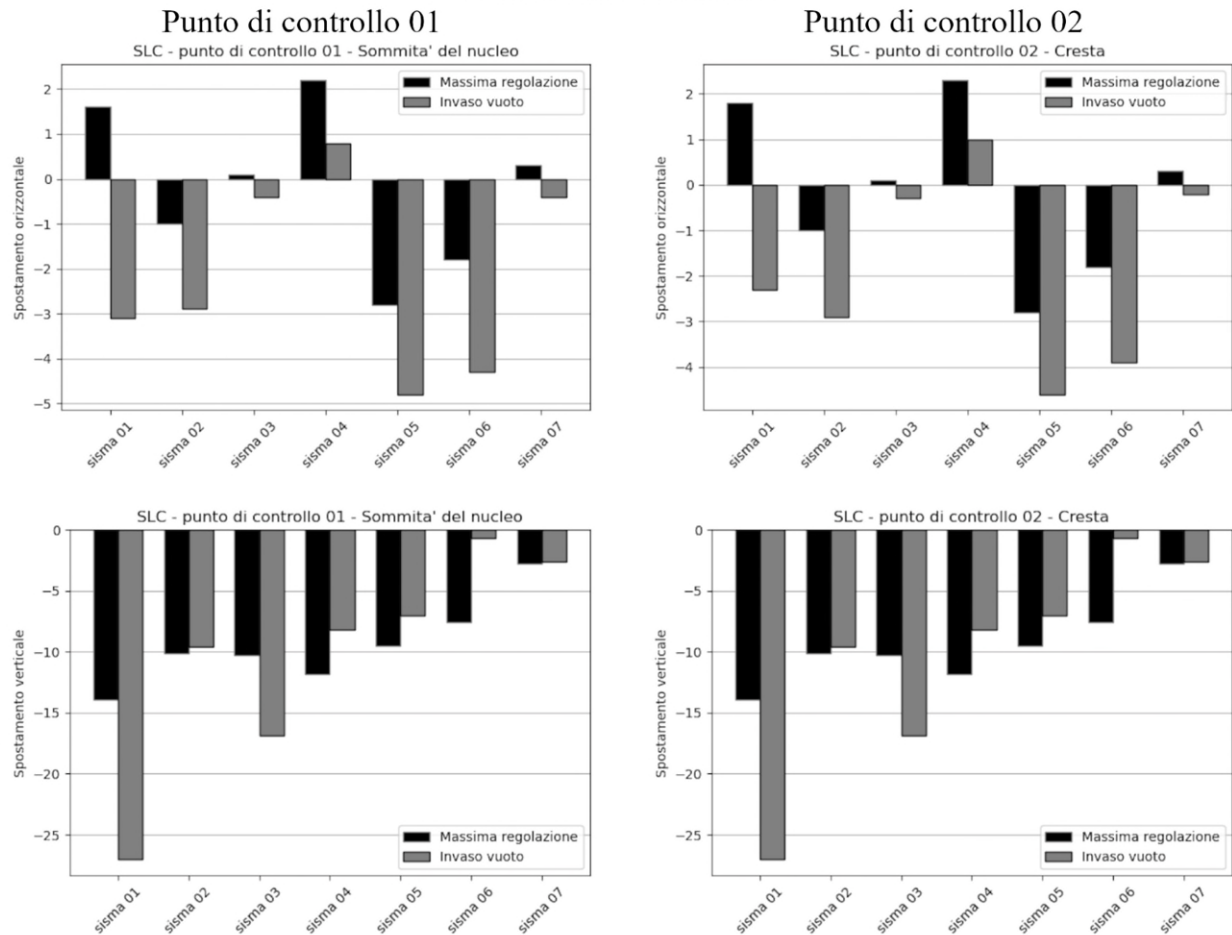 Punto di controllo 01
SLC - punto di controllo 01 - Sommita' del nucleo
Massima regolazione
Invaso vuoto
Spostamento orizzontale
2
1
0
−1
−2
−3
−4
−5
sisma 01
sisma 02
sisma 03
sisma 04
sisma 05
sisma 06
sisma 07
Punto di controllo 02
SLC - punto di controllo 02 - Cresta
Massima regolazione
Invaso vuoto
Spostamento orizzontale
2
1
0
−1
−2
−3
−4
sisma 01
sisma 02
sisma 03
sisma 04
sisma 05
sisma 06
sisma 07
SLC - punto di controllo 01 - Sommita' del nucleo
Spostamento verticale
0
−5
−10
−15
−20
−25
Massima regolazione
Invaso vuoto
sisma 01
sisma 02
sisma 03
sisma 04
sisma 05
sisma 06
sisma 07
SLC - punto di controllo 02 - Cresta
Spostamento verticale
0
−5
−10
−15
−20
−25
Massima regolazione
Invaso vuoto
sisma 01
sisma 02
sisma 03
sisma 04
sisma 05
sisma 06
sisma 07